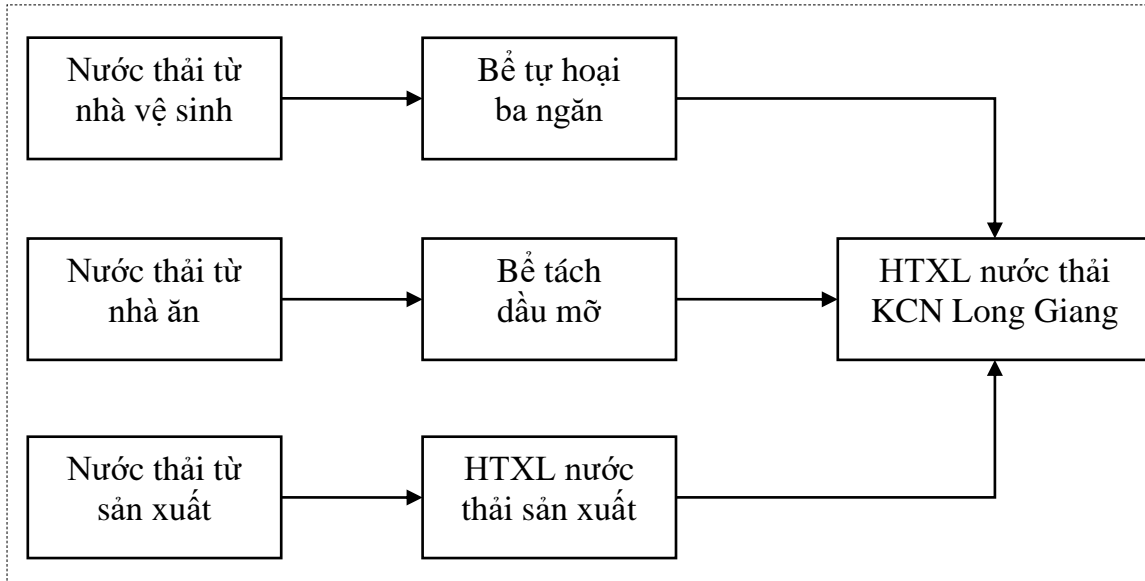 Nước thải từ
nhà vệ sinh
Bể tự hoại
ba ngăn
Nước thải từ
nhà ăn
Bể tách
dầu mỡ
HTXL nước thải
KCN Long Giang
Nước thải từ
sản xuất
HTXL nước
thải sản xuất